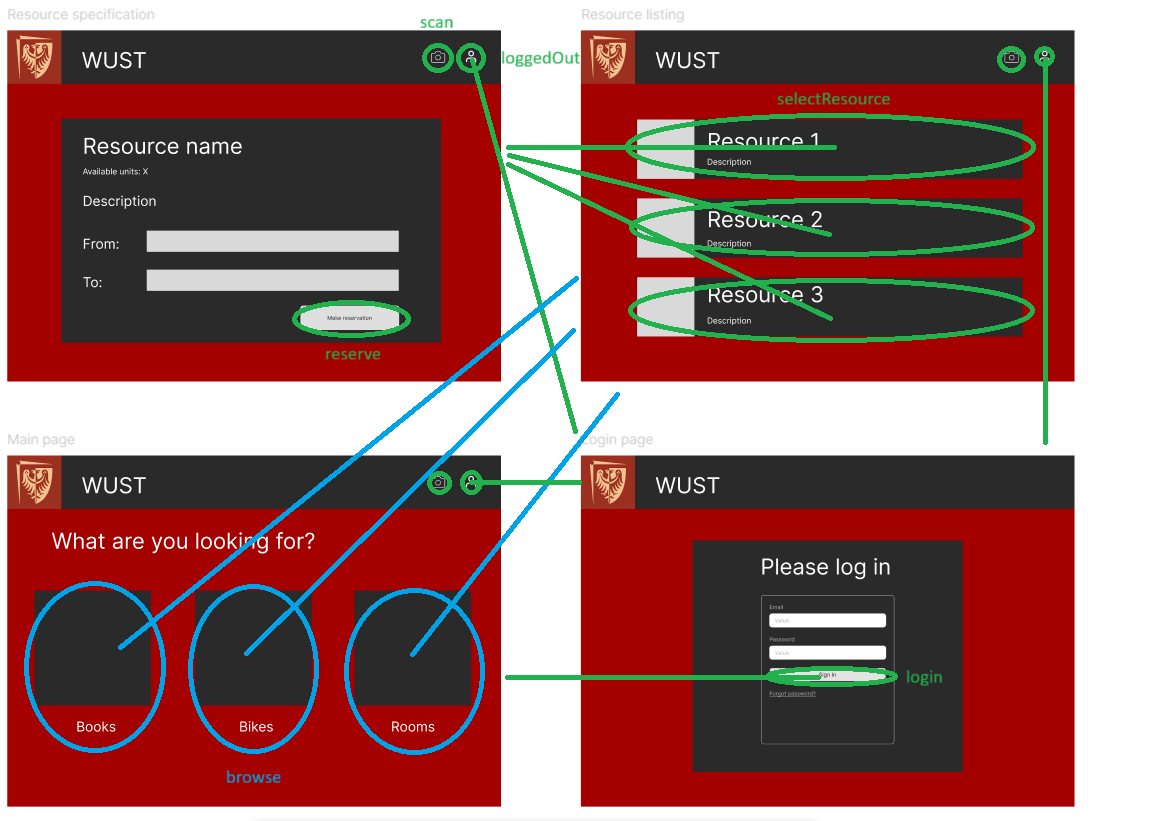 Resource specification
scan
WUST
loggedOut
Resource name
Available units: X
Description
From:
To:
Make reservation
reserve
Resource listing
WUST
selectResource
Resource 1
Description
Resource 2
Description
Resource 3
Description
Main page
WUST
What are you looking for?
Books
Bikes
Rooms
browse
Login page
WUST
Please log in
Email
Value
Password
Value
Sign In
login
Forgot password?